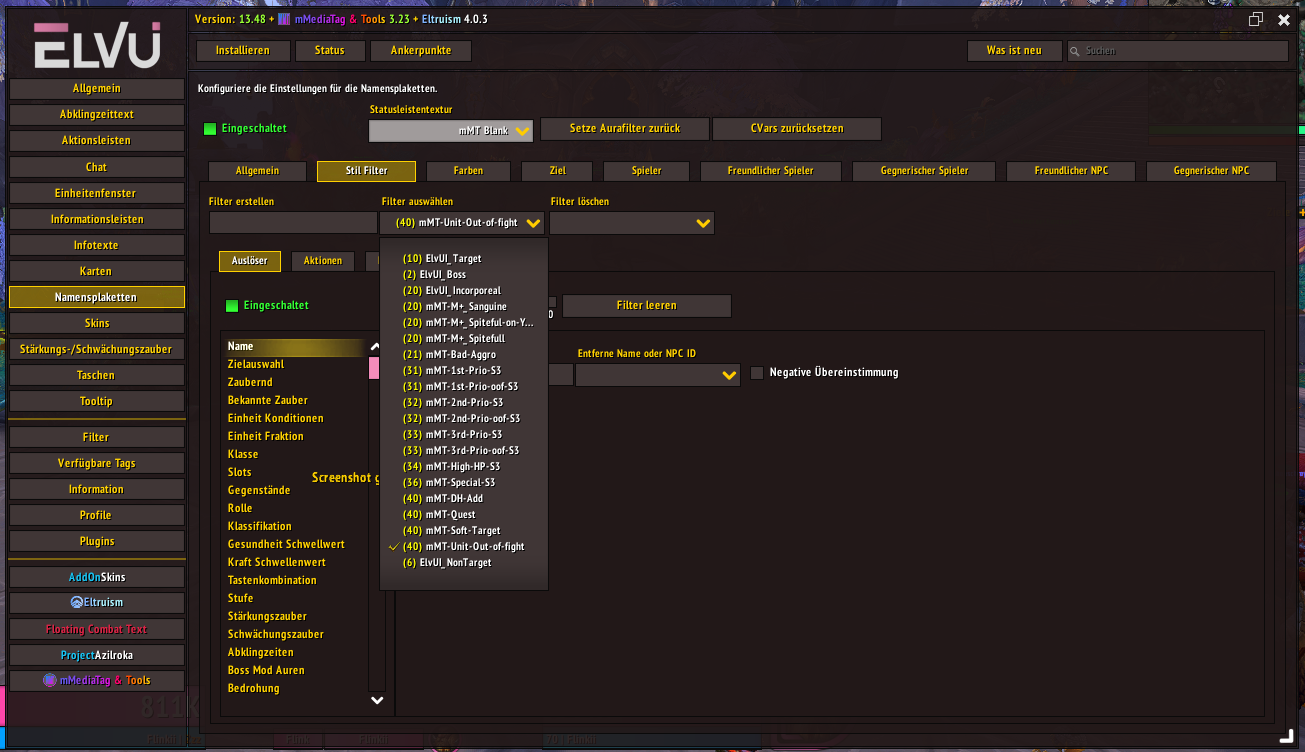 ELVUI
Version: 13.48 + mMediaTag & Tools 3.23 + Eltruism 4.0.3
Installieren
Status
Ankerpunkte
Was ist neu
Suchen
Allgemein
Abklingzeittext
Aktionsleisten
Chat
Einheitenfenster
Informationsleisten
Infotexte
Karten
Namensplaketten
Skins
Stärkungs-/Schwächungszauber
Taschen
Tooltip
Filter
Verfügbare Tags
Information
Profile
Plugins
AddOnSkins
Eltruism
Floating Combat Text
ProjectAzilroka
mMediaTag & Tools
Konfiguriere die Einstellungen für die Namensplaketten.
Statusleistentextur
Eingeschaltet
mMT Blank
Setze Aurafilter zurück
CVars zurücksetzen
Allgemein
Stil Filter
Farben
Ziel
Spieler
Freundlicher Spieler
Gegnerischer Spieler
Freundlicher NPC
Gegnerischer NPC
Filter erstellen
Filter auswählen
Filter löschen
(40) mMT-Unit-Out-of-fight
Auslöser
Aktionen
(10) ElvUI_Target
(2) ElvUI_Boss
(20) ElvUI_Incorporeal
(20) mMT-M+_Sanguine
(20) mMT-M+_Spiteful-on-Y...
(20) mMT-M+_Spitefull
(21) mMT-Bad-Aggro
(31) mMT-1st-Prio-S3
(31) mMT-1st-Prio-oof-S3
(32) mMT-2nd-Prio-S3
(32) mMT-2nd-Prio-oof-S3
(33) mMT-3rd-Prio-S3
(33) mMT-3rd-Prio-oof-S3
(34) mMT-High-HP-S3
(36) mMT-Special-S3
(40) mMT-DH-Add
(40) mMT-Quest
(40) mMT-Soft-Target
(40) mMT-Unit-Out-of-fight
(6) ElvUI_NonTarget
Eingeschaltet
0
Filter leeren
Name
Zielauswahl
Zaubernd
Bekannte Zauber
Einheit Konditionen
Einheit Fraktion
Klasse
Slots
Gegenstände
Rolle
Klassifikation
Gesundheit Schwellwert
Kraft Schwellenwert
Tastenkombination
Stufe
Stärkungszauber
Schwächungszauber
Abklingzeiten
Boss Mod Auren
Bedrohung
Screenshot g
Entferne Name oder NPC ID
Negative Übereinstimmung
811K